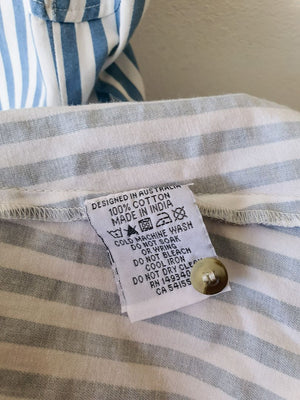 DESIGNED IN AUSTRALIA
100% COTTON
MADE IN INDIA
COLD MACHINE WASH
DO NOT SOAK
OR WRING
DO NOT BLEACH
COOL IRON
DO NOT DRY CLEAN
RN 149340
CA 54155